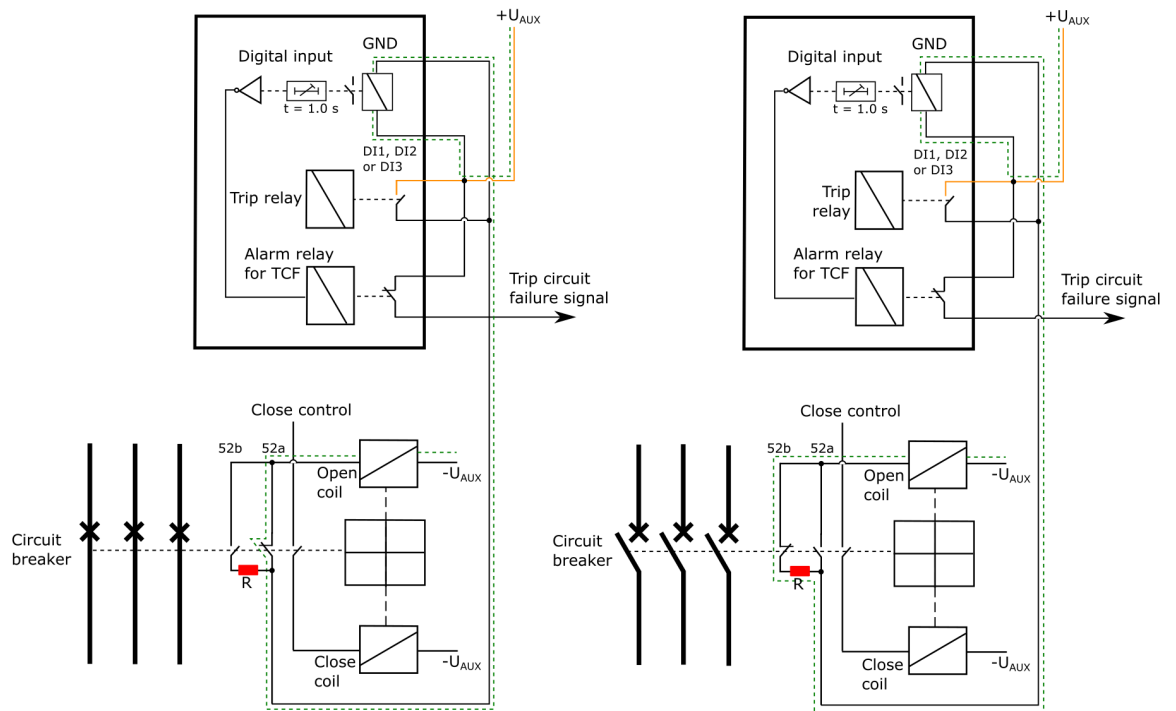 +UAUX
GND
Digital input
t = 1.0 s
DI1, DI2
or DI3
Trip relay
Alarm relay
for TCF
Trip circuit
failure signal
Close control
52b
52a
Open
coil
-UAUX
Circuit
breaker
R
Close
coil
-UAUX
+UAUX
GND
Digital input
t = 1.0 s
DI1, DI2
or DI3
Trip
relay
Alarm relay
for TCF
Trip circuit
failure signal
Close control
52b
52a
Open
coil
-UAUX
Circuit
breaker
R
Close
coil
-UAUX